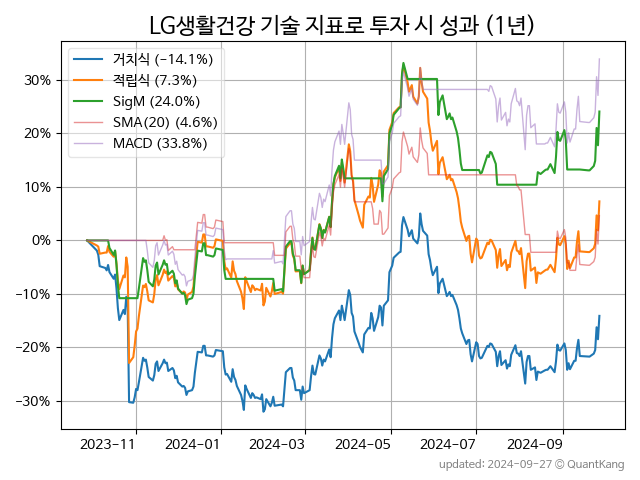 LG생활건강 기술 지표로 투자 시 성과 (1년)
거치식 (−14.1%)
적립식 (7.3%)
SigM (24.0%)
SMA(20) (4.6%)
MACD (33.8%)
30%
20%
10%
0%
−10%
−20%
−30%
2023−11 2024−01 2024−03 2024−05 2024−07 2024−09
updated: 2024−09−27 © QuantKang